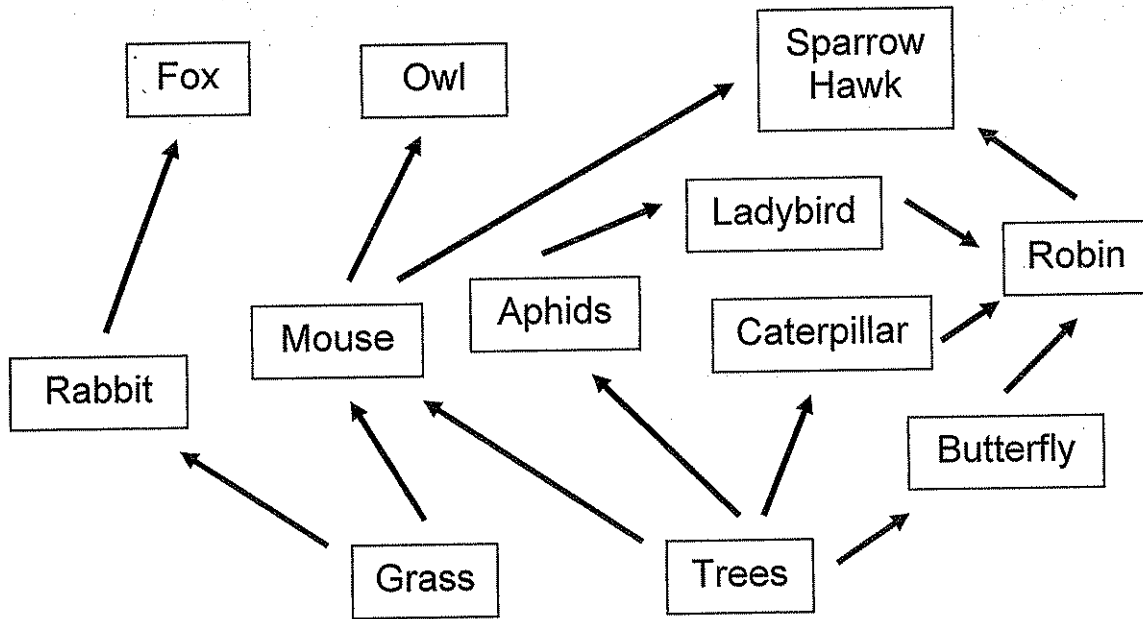 Fox
Owl
Sparrow
Hawk
Ladybird
Robin
Aphids
Caterpillar
Mouse
Rabbit
Butterfly
Grass
Trees